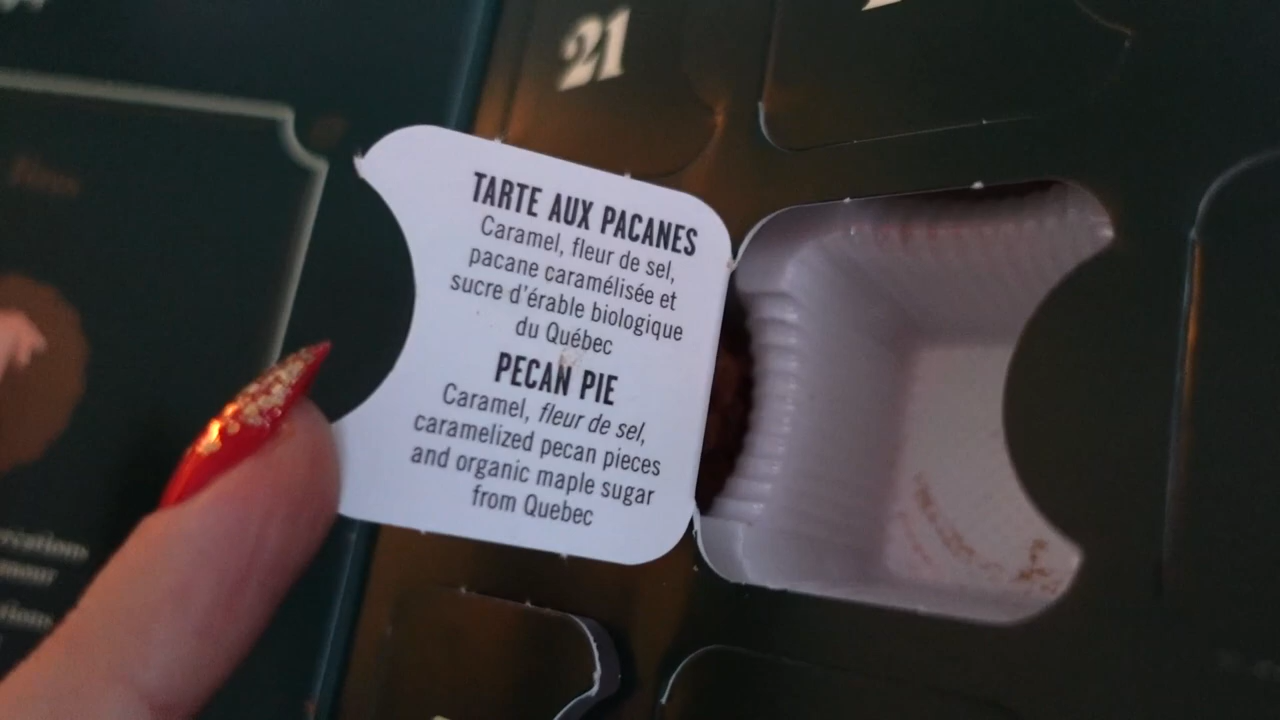 21
TARTE AUX PACANES
Caramel, fleur de sel,
pacane caramélisée et
sucre d'érable biologique
du Québec
PECAN PIE
Caramel, fleur de sel,
caramelized pecan pieces
and organic maple sugar
from Quebec